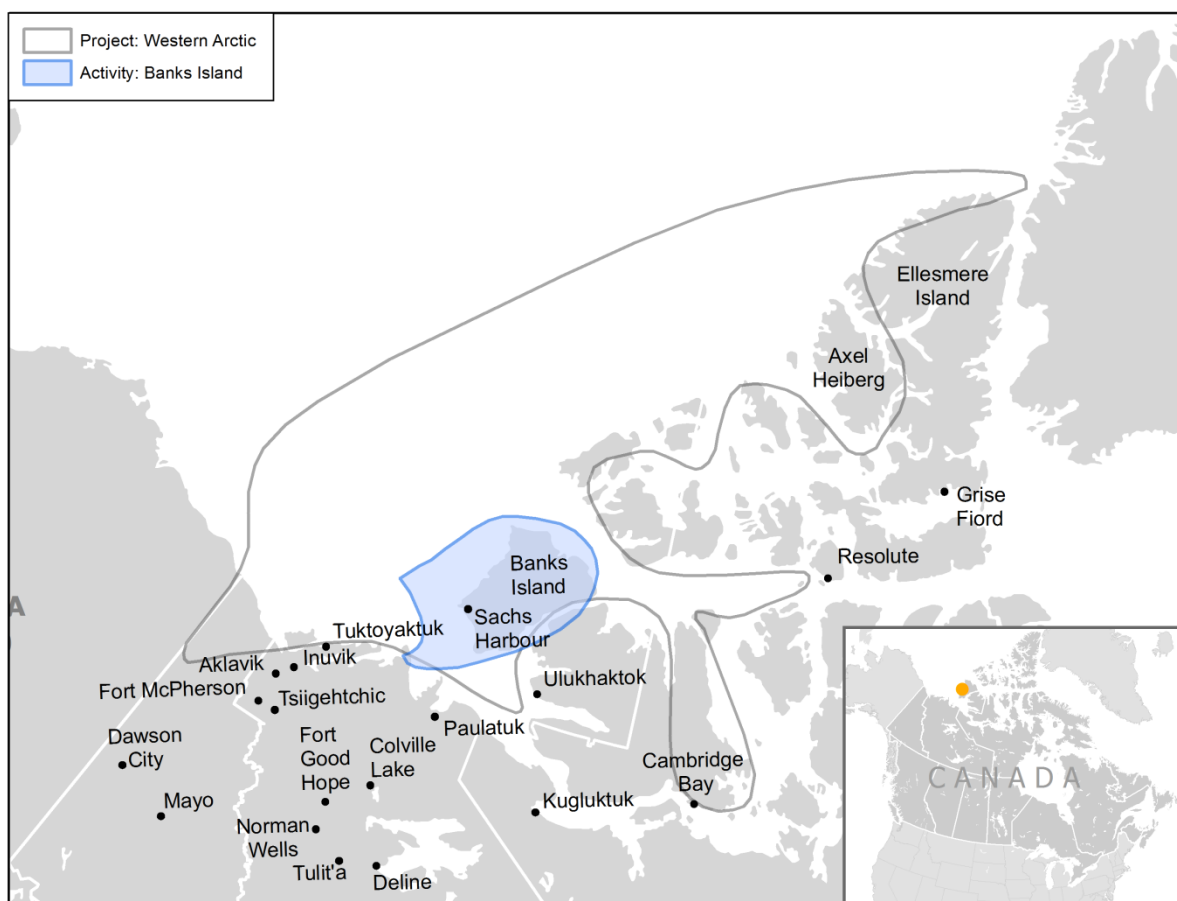 Project: Western Arctic
Activity: Banks Island
Ellesmere
Island
Axel
Heiberg
Grise
Fiord
Resolute
Banks
Island
Sachs
Harbour
Tuktoyaktuk
Inuvik
Aklavik
Fort McPherson
Tsiigehtchic
Ulukhaktok
Paulatuk
Dawson
City
Fort
Good
Hope
Colville
Lake
Cambridge
Bay
Mayo
Kugluktuk
Norman
Wells
Tulit'a
Deline
A
CANADA